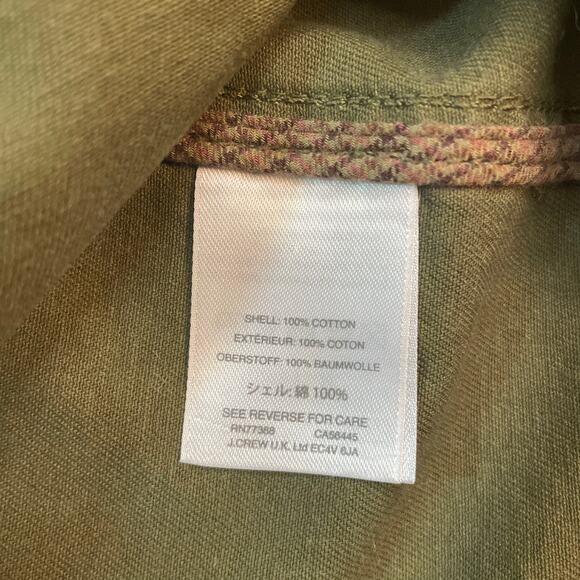 SHELL: 100% COTTON
EXTÉRIEUR: 100% COTON
OBERSTOFF: 100% BAUMWOLLE
シェル: 綿 100%
SEE REVERSE FOR CARE
RN77388 CA56445
J.CREW U.K. Ltd EC4V 6JA